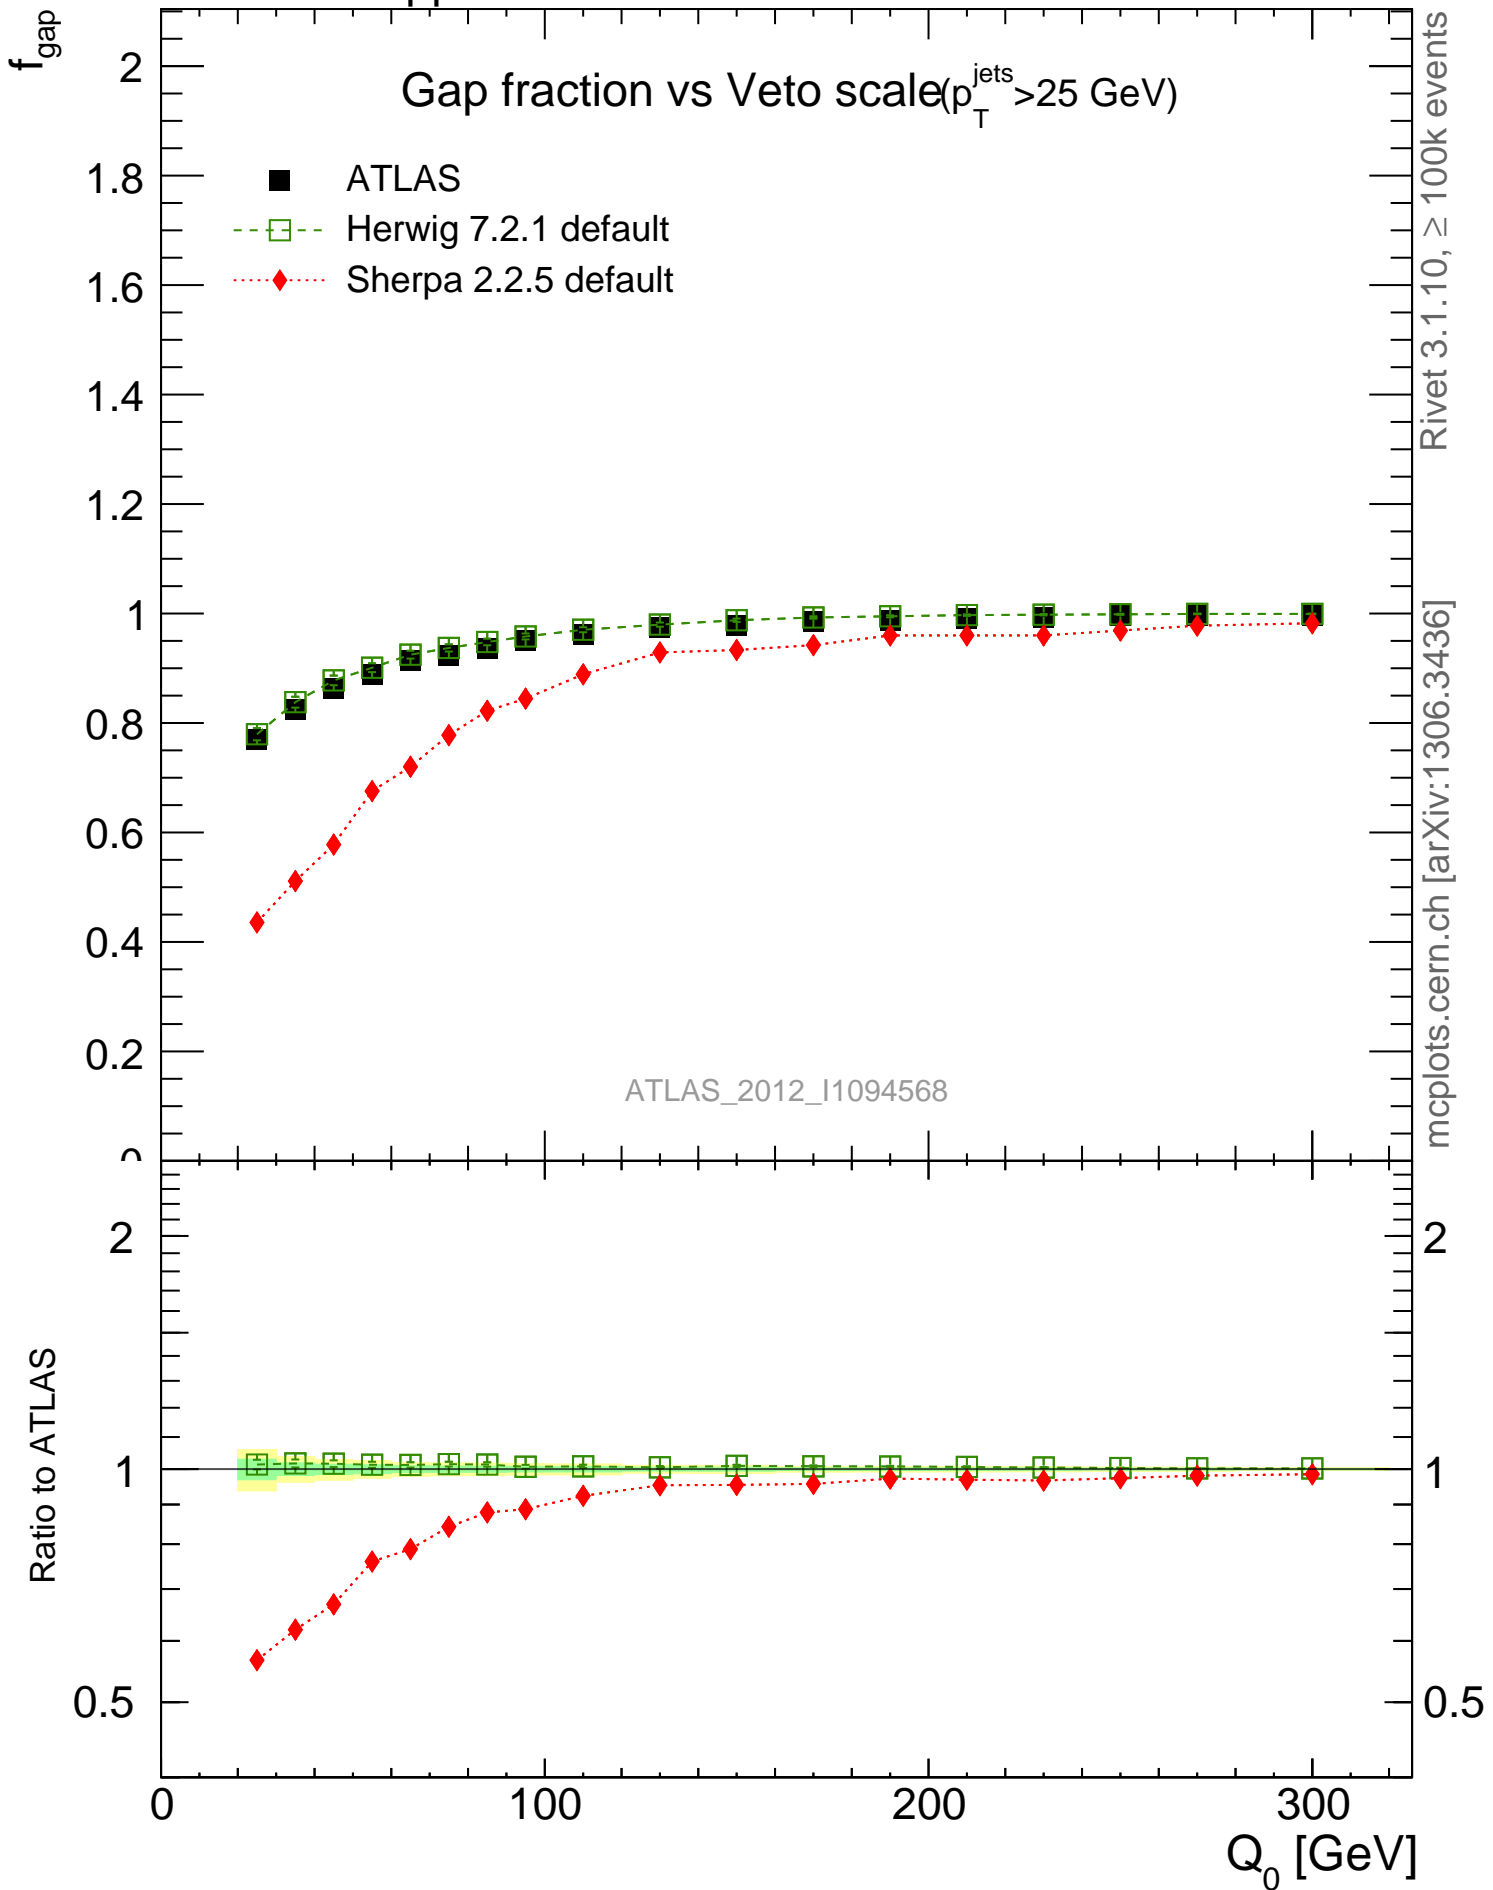 f_gap
Gap fraction vs Veto scale(p_T^jets>25 GeV)
ATLAS
Herwig 7.2.1 default
Sherpa 2.2.5 default
2
1.8
1.6
1.4
1.2
1
0.8
0.6
0.4
0.2
0
ATLAS_2012_I1094568
Rivet 3.1.10, ≥ 100k events
mcplots.cern.ch [arXiv:1306.3436]
Ratio to ATLAS
2
1
0.5
2
1
0.5
0
100
200
300
Q_0 [GeV]